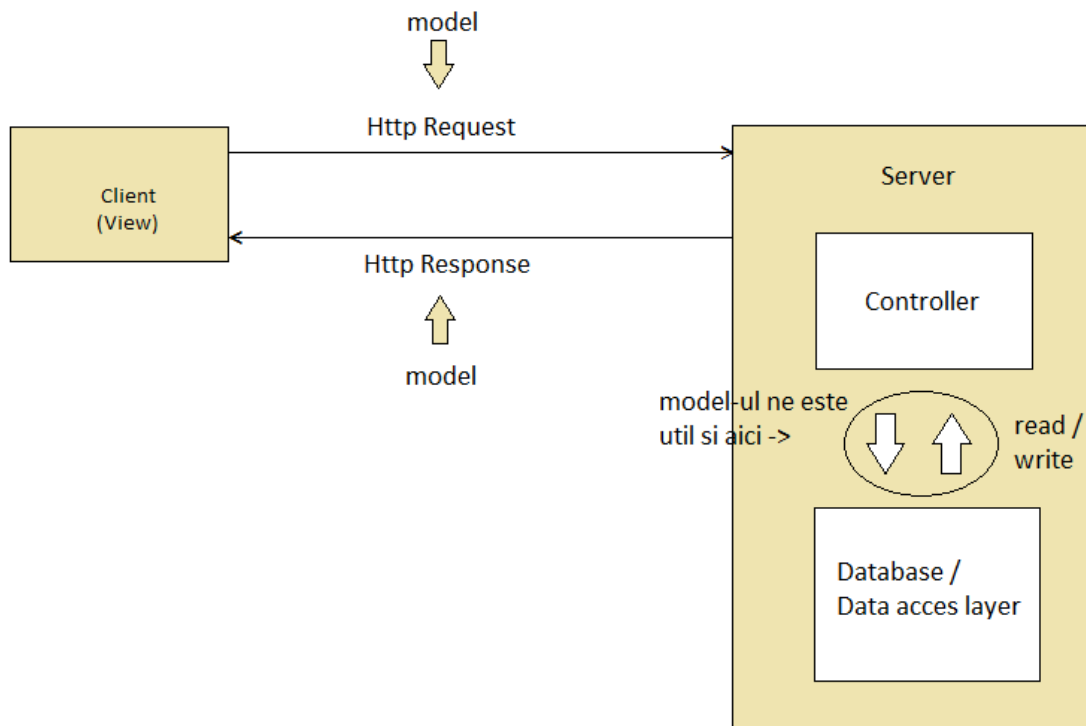 model
Http Request
Client
(View)
Server
Http Response
model
Controller
model-ul ne este
util si aici ->
read /
write
Database /
Data acces layer